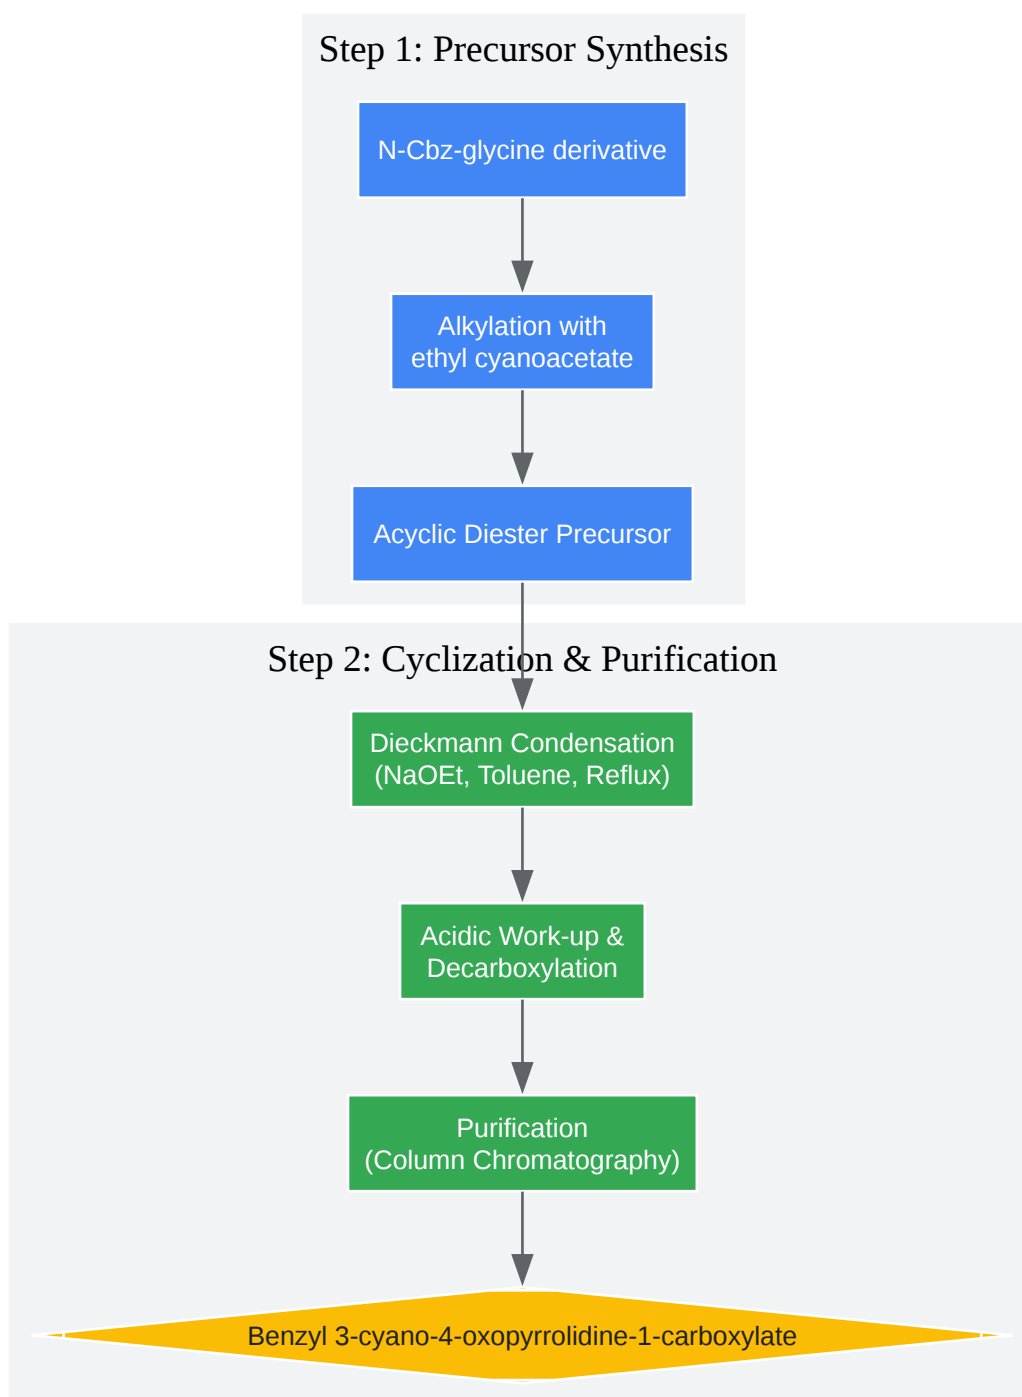 Step 1: Precursor Synthesis
N-Cbz-glycine derivative
Alkylation with
ethyl cyanoacetate
Acyclic Diester Precursor
Step 2: Cyclization & Purification
Dieckmann Condensation
(NaOEt, Toluene, Reflux)
Acidic Work-up &
Decarboxylation
Purification
(Column Chromatography)
Benzyl 3-cyano-4-oxopyrrolidine-1-carboxylate